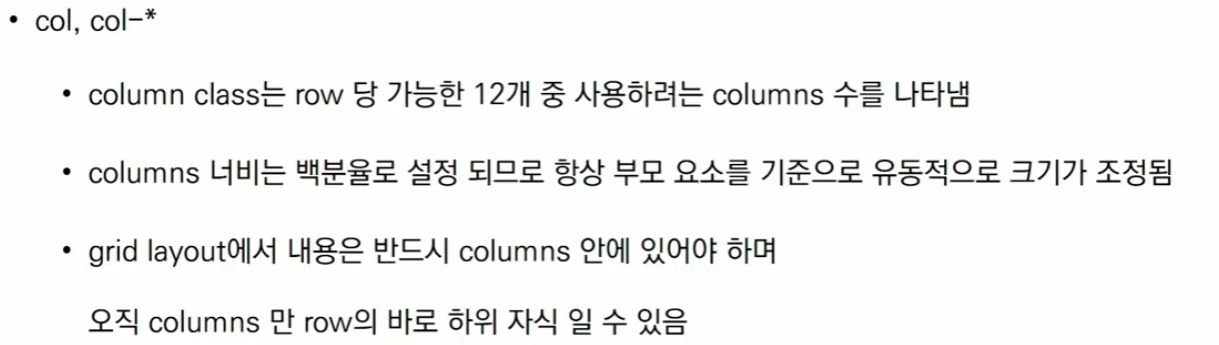 • col, col-*
• column class는 row 당 가능한 12개 중 사용하려는 columns 수를 나타냄
• columns 너비는 백분율로 설정 되므로 항상 부모 요소를 기준으로 유동적으로 크기가 조정됨
• grid layout에서 내용은 반드시 columns 안에 있어야 하며
오직 columns 만 row의 바로 하위 자식 일 수 있음